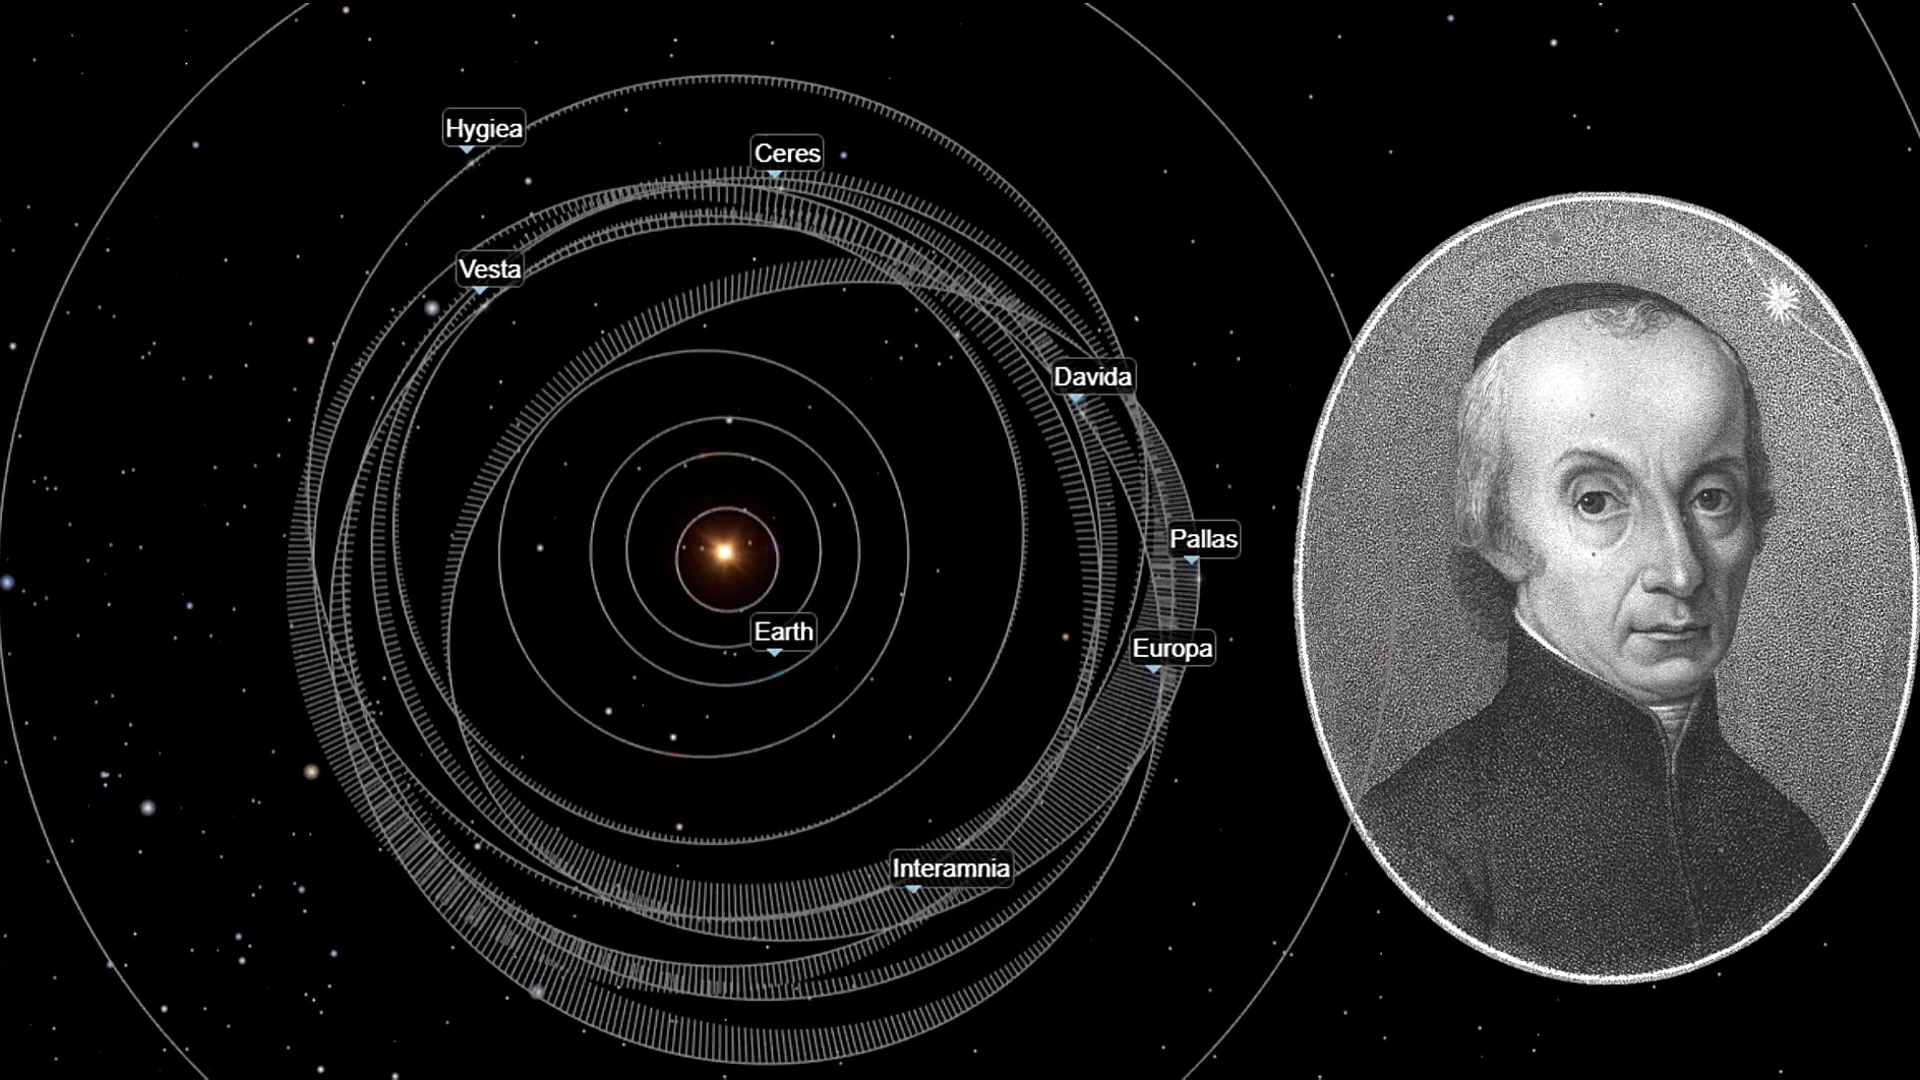 Hygiea
Ceres
Vesta
Davida
Pallas
Earth
Europa
Interamnia